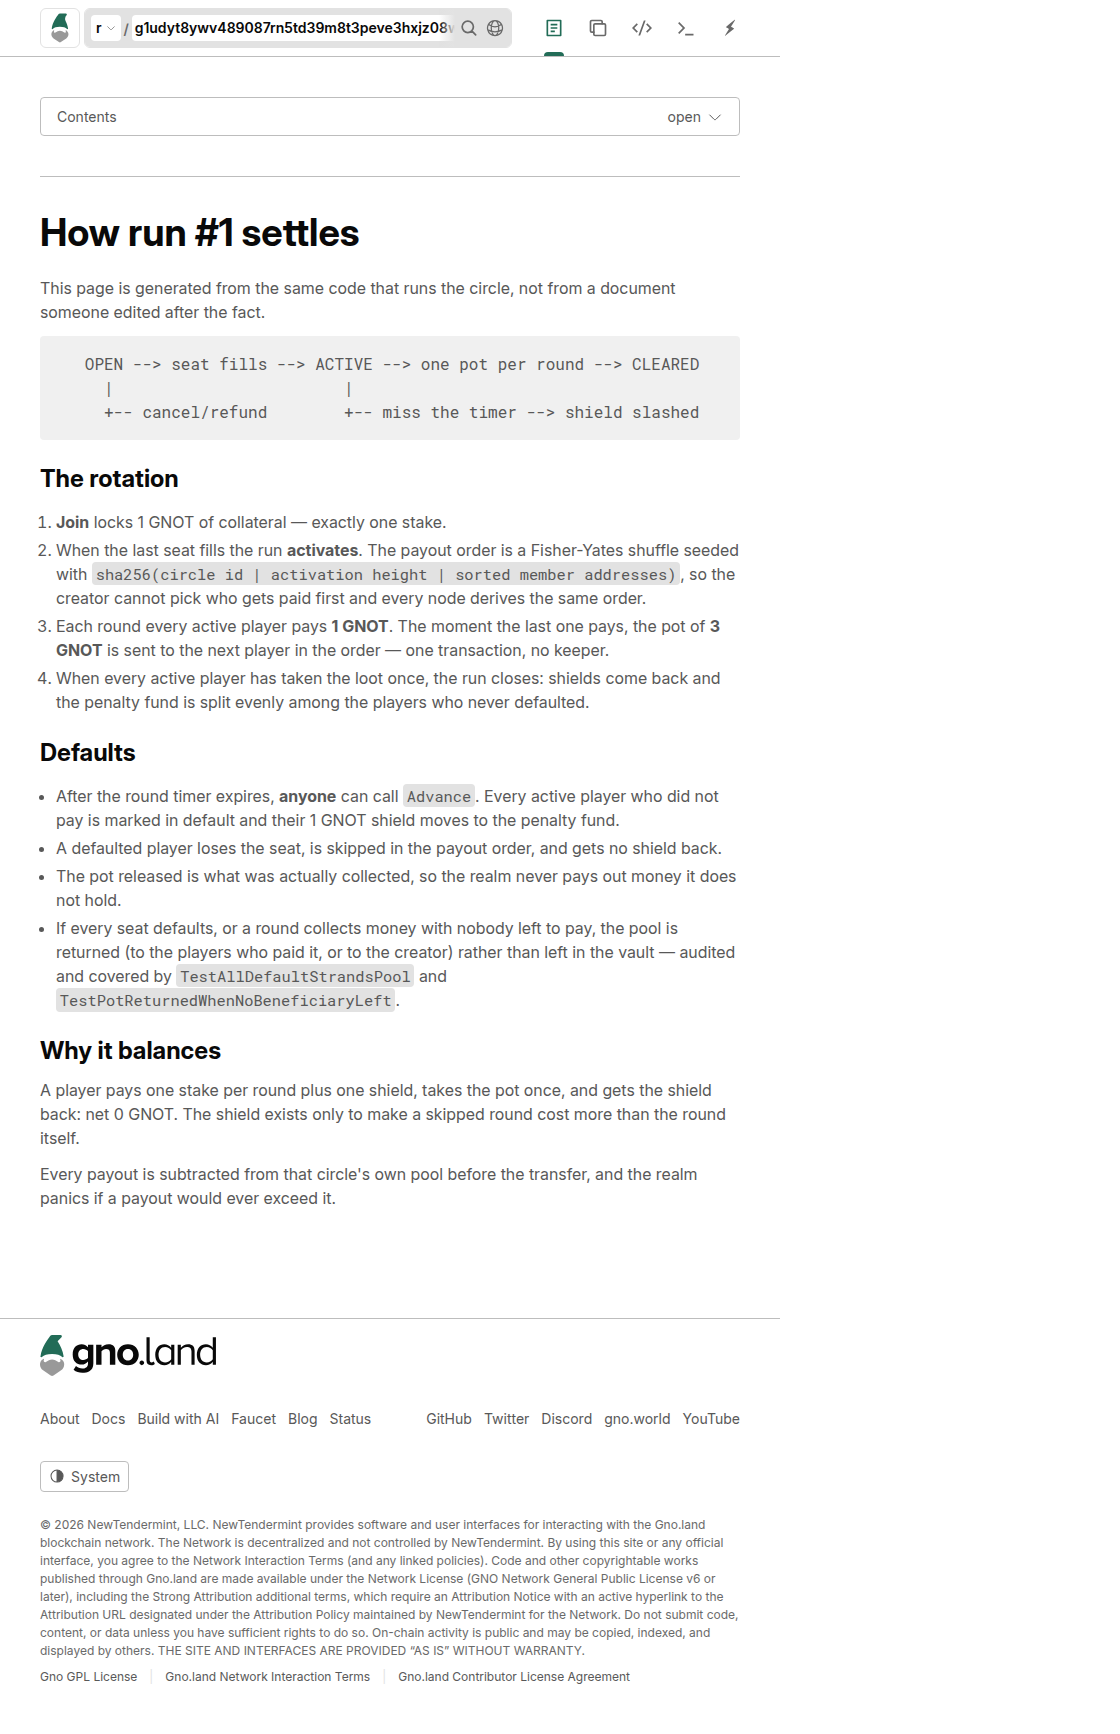 r / g1udyt8ywv489087rn5td39m8t3peve3hxjz08
Contents open
How run #1 settles
This page is generated from the same code that runs the circle, not from a document
someone edited after the fact.
OPEN --> seat fills --> ACTIVE --> one pot per round --> CLEARED
| |
+-- cancel/refund +-- miss the timer --> shield slashed
The rotation
1. Join locks 1 GNOT of collateral — exactly one stake.
2. When the last seat fills the run activates. The payout order is a Fisher-Yates shuffle seeded
with sha256(circle id | activation height | sorted member addresses), so the
creator cannot pick who gets paid first and every node derives the same order.
3. Each round every active player pays 1 GNOT. The moment the last one pays, the pot of 3
GNOT is sent to the next player in the order — one transaction, no keeper.
4. When every active player has taken the loot once, the run closes: shields come back and
the penalty fund is split evenly among the players who never defaulted.
Defaults
• After the round timer expires, anyone can call Advance. Every active player who did not
pay is marked in default and their 1 GNOT shield moves to the penalty fund.
• A defaulted player loses the seat, is skipped in the payout order, and gets no shield back.
• The pot released is what was actually collected, so the realm never pays out money it does
not hold.
• If every seat defaults, or a round collects money with nobody left to pay, the pool is
returned (to the players who paid it, or to the creator) rather than left in the vault — audited
and covered by TestAllDefaultStrandsPool and
TestPotReturnedWhenNoBeneficiaryLeft.
Why it balances
A player pays one stake per round plus one shield, takes the pot once, and gets the shield
back: net 0 GNOT. The shield exists only to make a skipped round cost more than the round
itself.
Every payout is subtracted from that circle's own pool before the transfer, and the realm
panics if a payout would ever exceed it.
gno.land
About Docs Build with AI Faucet Blog Status GitHub Twitter Discord gno.world YouTube
System
© 2026 NewTendermint, LLC. NewTendermint provides software and user interfaces for interacting with the Gno.land
blockchain network. The Network is decentralized and not controlled by NewTendermint. By using this site or any official
interface, you agree to the Network Interaction Terms (and any linked policies). Code and other copyrightable works
published through Gno.land are made available under the Network License (GNO Network General Public License v6 or
later), including the Strong Attribution additional terms, which require an Attribution Notice with an active hyperlink to the
Attribution URL designated under the Attribution Policy maintained by NewTendermint for the Network. Do not submit code,
content, or data unless you have sufficient rights to do so. On-chain activity is public and may be copied, indexed, and
displayed by others. THE SITE AND INTERFACES ARE PROVIDED “AS IS” WITHOUT WARRANTY.
Gno GPL License | Gno.land Network Interaction Terms | Gno.land Contributor License Agreement